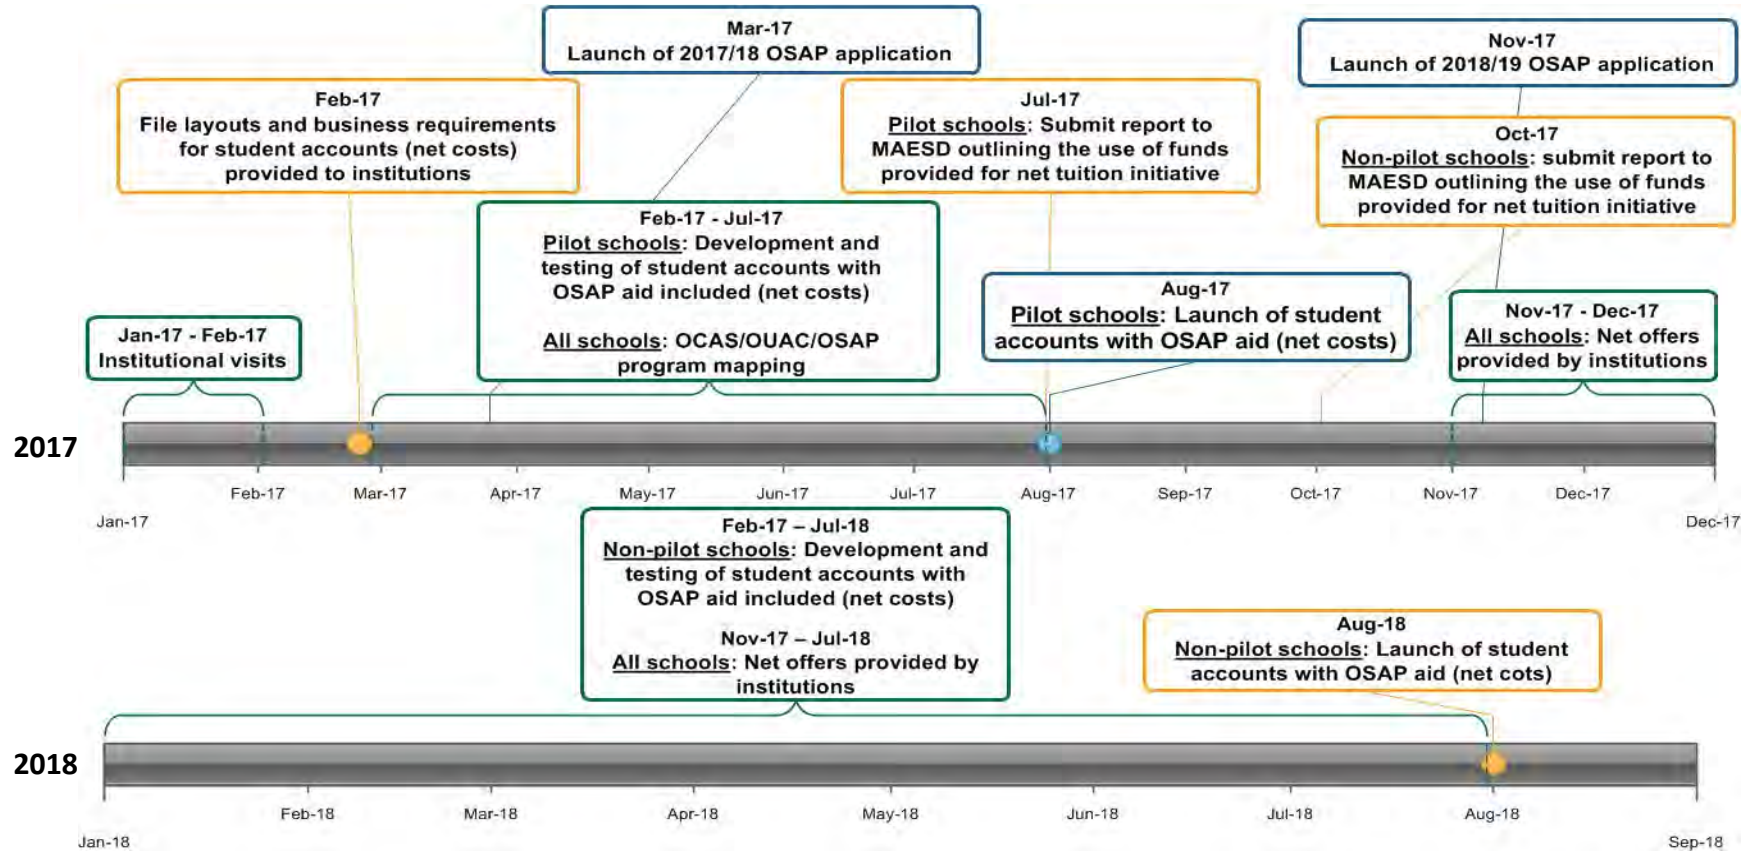 Mar-17
Launch of 2017/18 OSAP application
Nov-17
Launch of 2018/19 OSAP application
Feb-17
File layouts and business requirements
for student accounts (net costs)
provided to institutions
Jul-17
Pilot schools: Submit report to
MAESD outlining the use of funds
provided for net tuition initiative
Oct-17
Non-pilot schools: submit report to
MAESD outlining the use of funds
provided for net tuition initiative
Feb-17 - Jul-17
Pilot schools: Development and
testing of student accounts with
OSAP aid included (net costs)
All schools: OCAS/OUAC/OSAP
program mapping
Aug-17
Pilot schools: Launch of student
accounts with OSAP aid (net costs)
Jan-17 - Feb-17
Institutional visits
Nov-17 - Dec-17
All schools: Net offers
provided by institutions
2017
Feb-17
Mar-17
Apr-17
May-17
Jun-17
Jul-17
Aug-17
Sep-17
Oct-17
Nov-17
Dec-17
Jan-17
Dec-17
Feb-17 – Jul-18
Non-pilot schools: Development and
testing of student accounts with
OSAP aid included (net costs)
Nov-17 – Jul-18
All schools: Net offers provided by
institutions
Aug-18
Non-pilot schools: Launch of student
accounts with OSAP aid (net cots)
2018
Feb-18
Mar-18
Apr-18
May-18
Jun-18
Jul-18
Aug-18
Jan-18
Sep-18